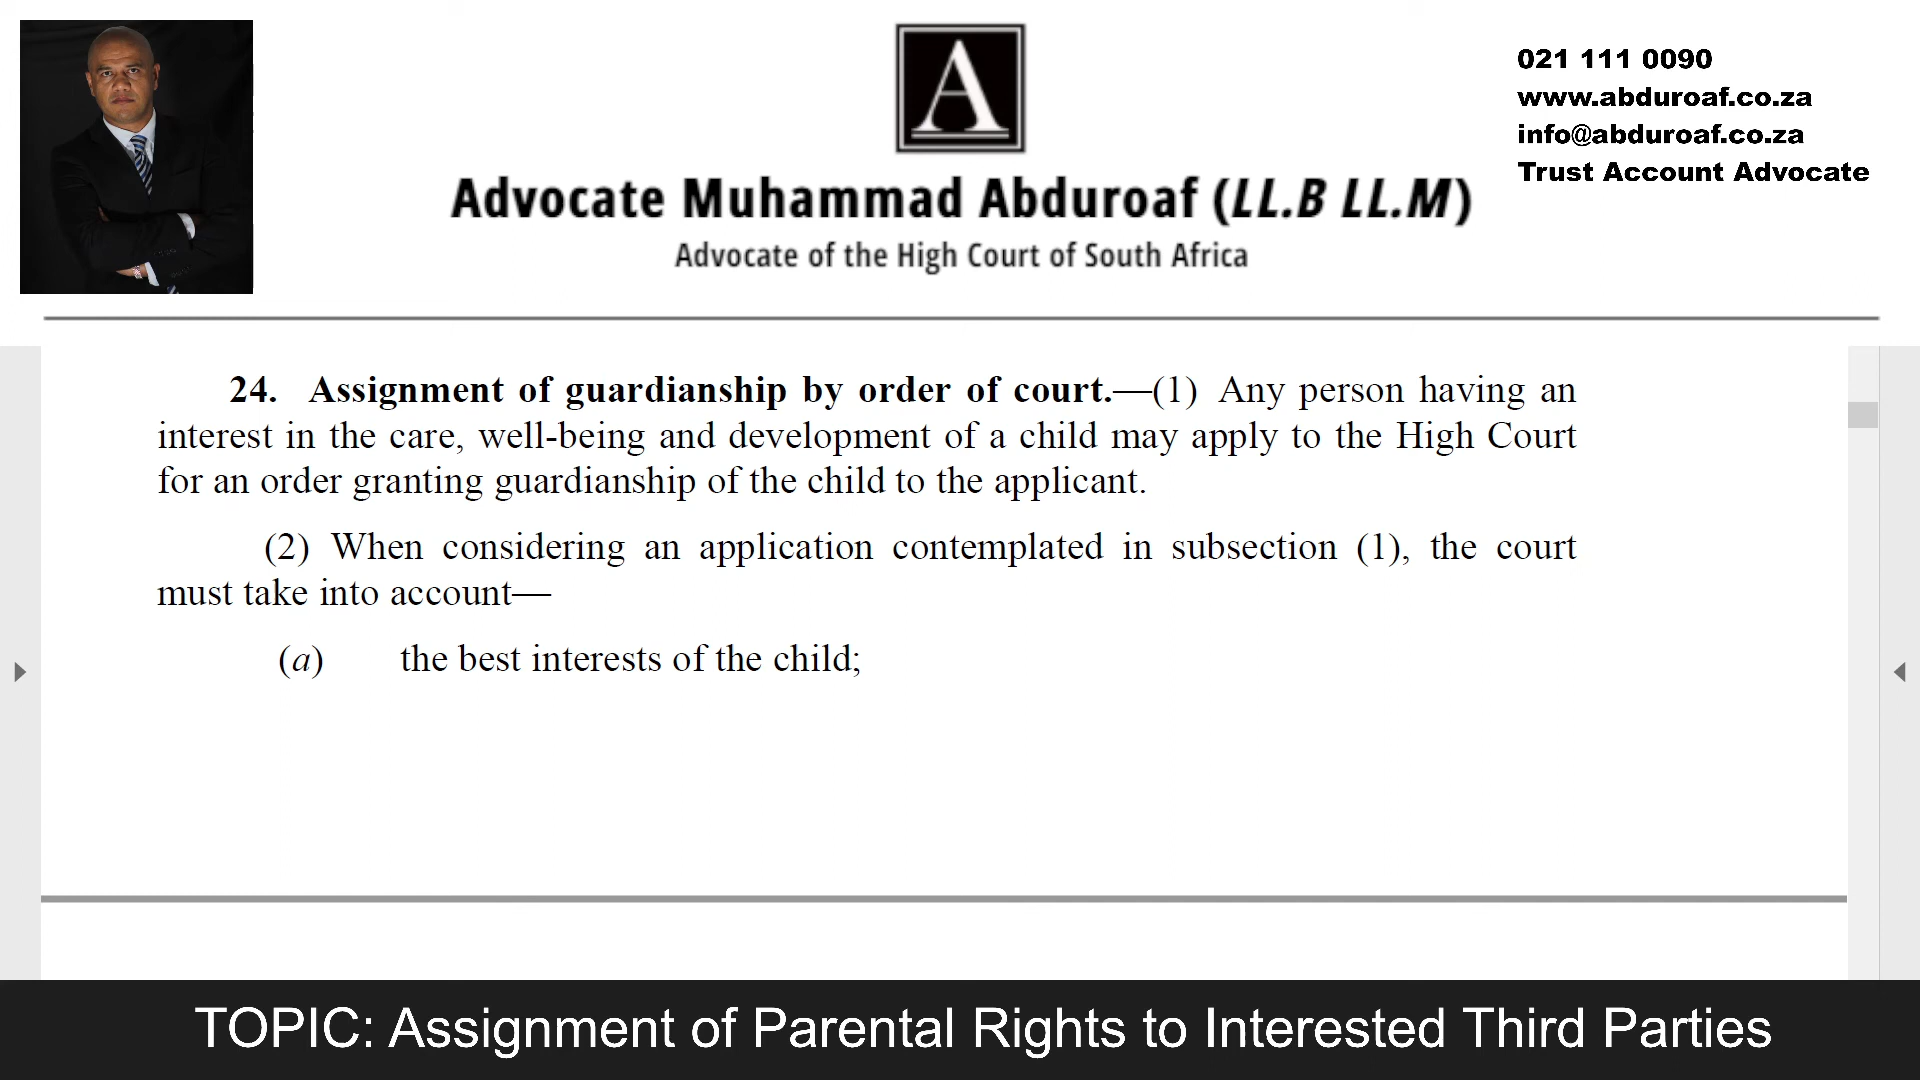 A
021 111 0090
www.abduroaf.co.za
info@abduroaf.co.za
Trust Account Advocate
Advocate Muhammad Abduroaf (LL.B LL.M)
Advocate of the High Court of South Africa
24. Assignment of guardianship by order of court.—(1) Any person having an
interest in the care, well-being and development of a child may apply to the High Court
for an order granting guardianship of the child to the applicant.
(2) When considering an application contemplated in subsection (1), the court
must take into account—
(a) the best interests of the child;
TOPIC: Assignment of Parental Rights to Interested Third Parties